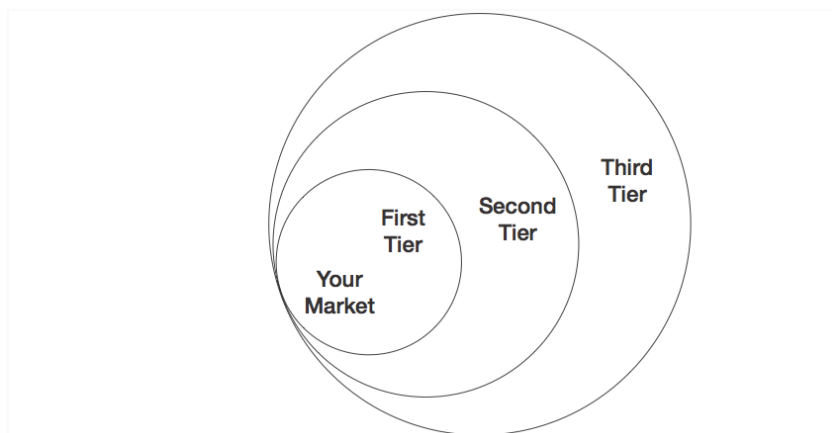 Third
Tier
Second
Tier
First
Tier
Your
Market